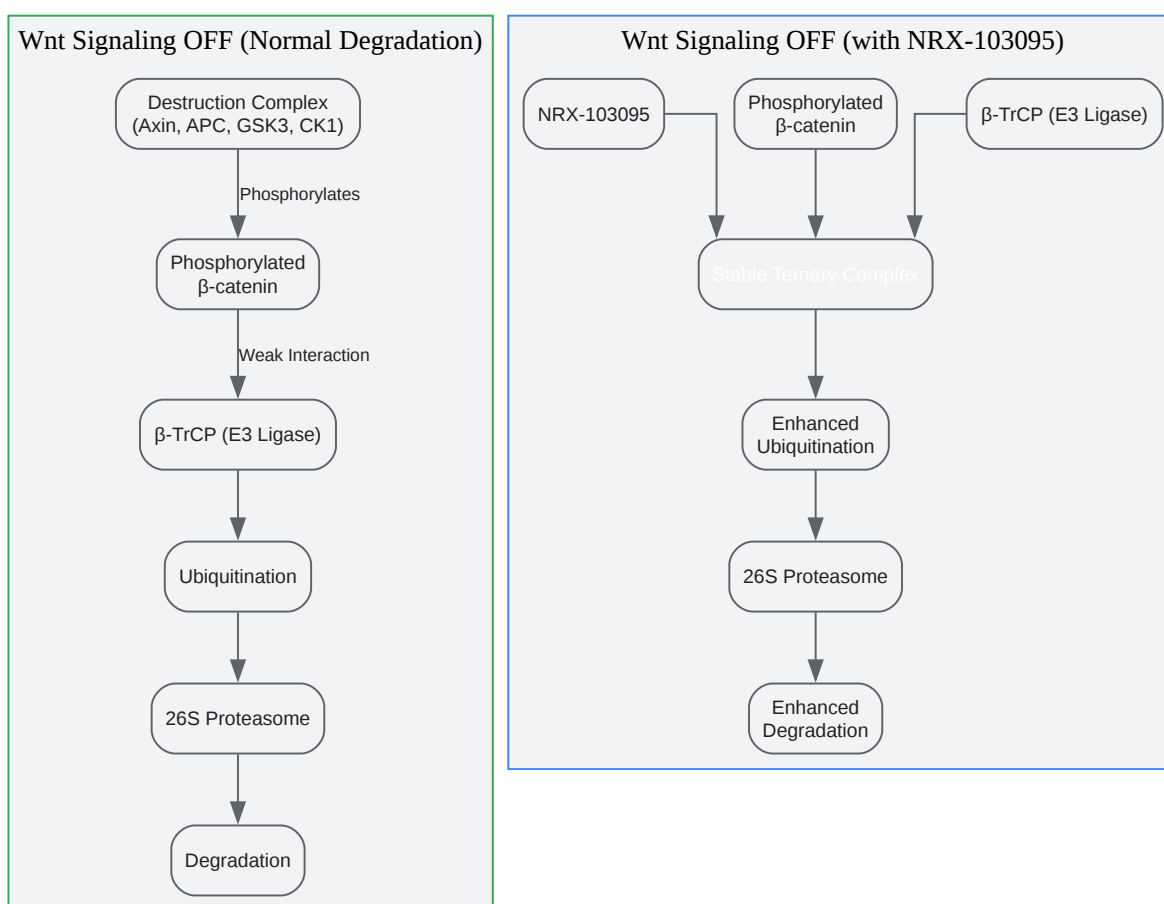 Wnt Signaling OFF (Normal Degradation)
Destruction Complex
(Axin, APC, GSK3, CK1)
Phosphorylates
Phosphorylated
β-catenin
Weak Interaction
β-TrCP (E3 Ligase)
Ubiquitination
26S Proteasome
Degradation
Wnt Signaling OFF (with NRX-103095)
NRX-103095
Phosphorylated
β-catenin
β-TrCP (E3 Ligase)
Stable Ternary Complex
Enhanced
Ubiquitination
26S Proteasome
Enhanced
Degradation